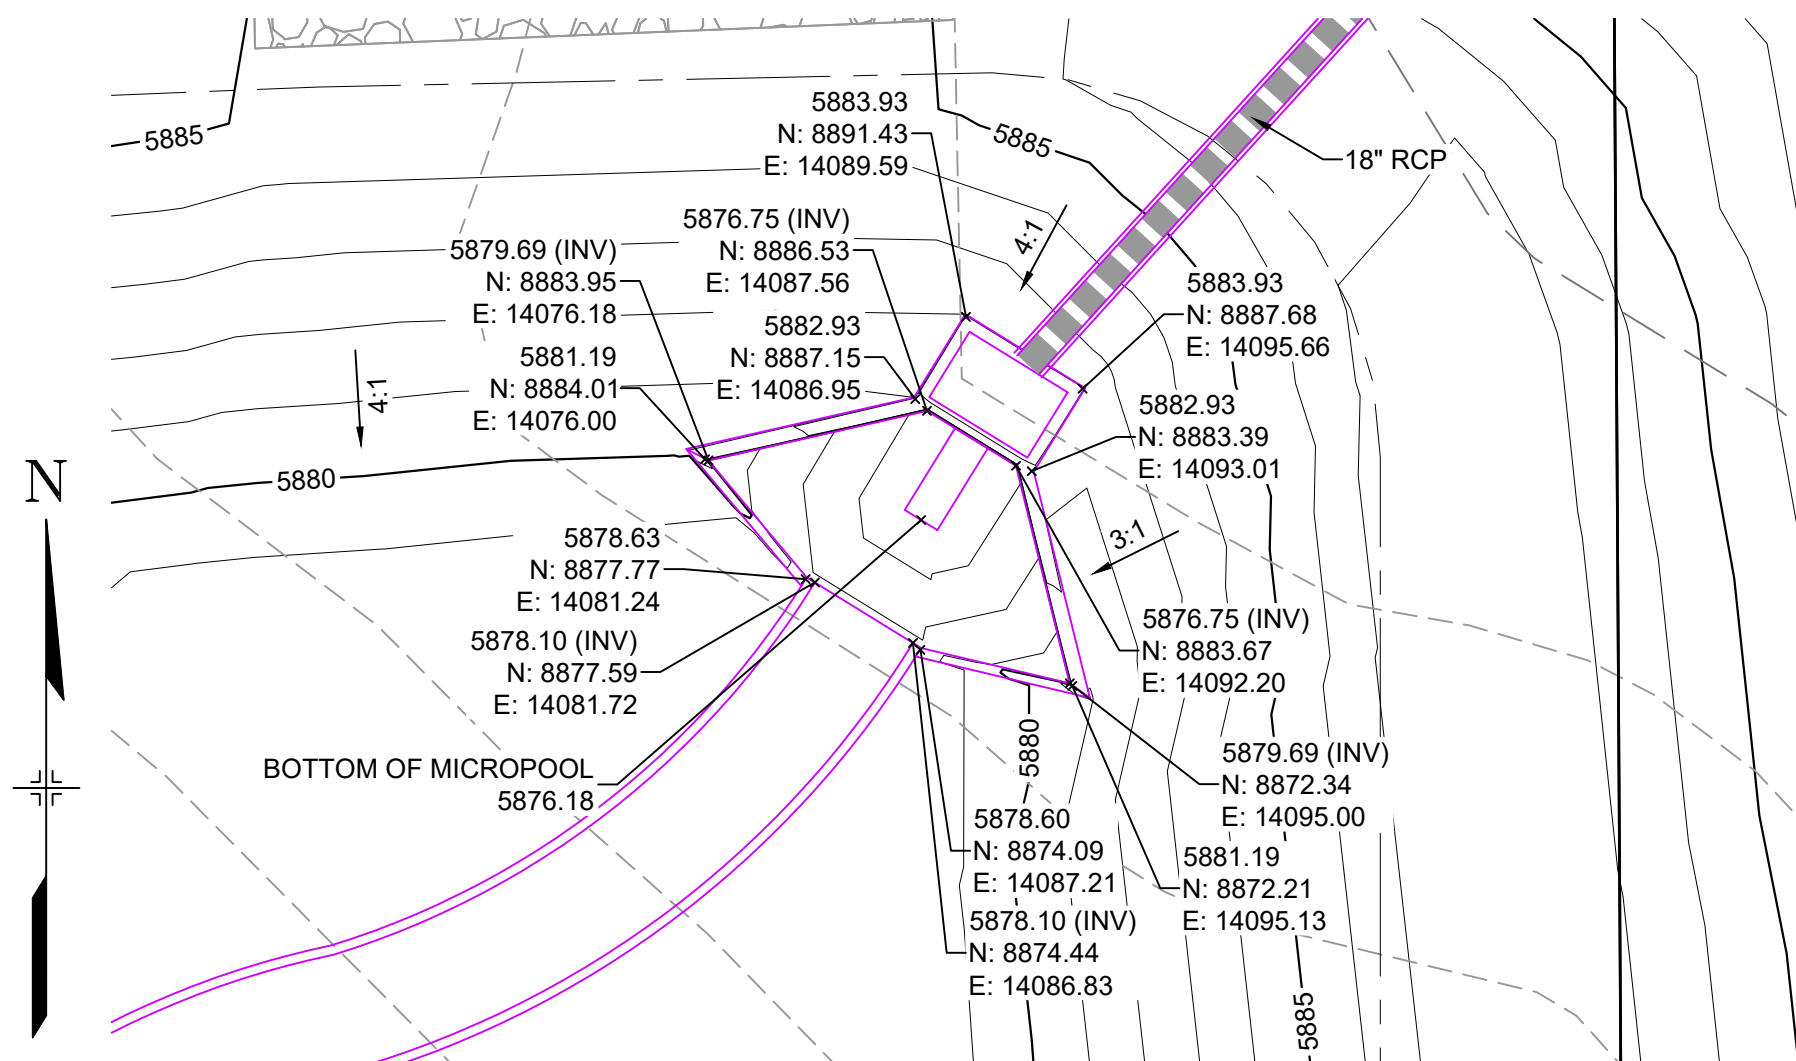 5883.93
N: 8891.43
E: 14089.59
5885
5885
18" RCP
4:1
5876.75 (INV)
N: 8886.53
E: 14087.56
5879.69 (INV)
N: 8883.95
E: 14076.18
5883.93
N: 8887.68
E: 14095.66
5882.93
N: 8887.15
E: 14086.95
5881.19
N: 8884.01
E: 14076.00
4:1
5882.93
N: 8883.39
E: 14093.01
N
5880
3:1
5878.63
N: 8877.77
E: 14081.24
5876.75 (INV)
N: 8883.67
E: 14092.20
5878.10 (INV)
N: 8877.59
E: 14081.72
5880
BOTTOM OF MICROPOOL
5876.18
5879.69 (INV)
N: 8872.34
E: 14095.00
5878.60
N: 8874.09
E: 14087.21
5881.19
N: 8872.21
E: 14095.13
5878.10 (INV)
N: 8874.44
E: 14086.83
5885